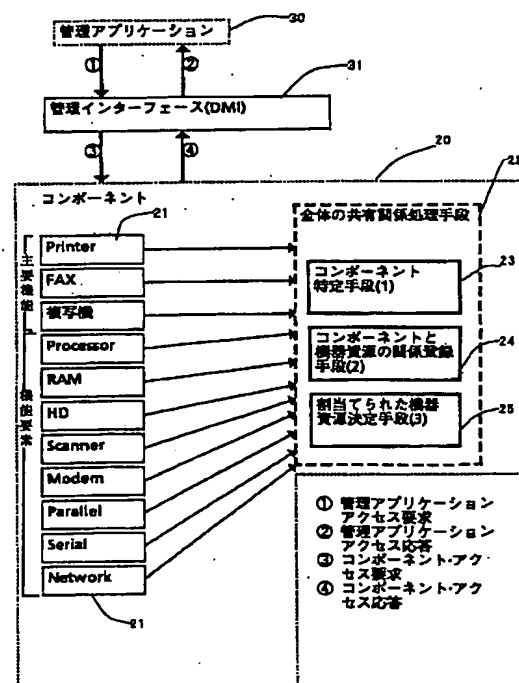 管理アプリケーション
30
①
②
31
管理インターフェース(DMI)
③
④
20
コンポーネント
21
22
全体の共有関係処理手段
主要機能
機能要素
Printer
FAX
複写機
Processor
RAM
HD
Scanner
Modem
Parallel
Serial
Network
21
コンポーネント
特定手段(1)
23
コンポーネントと
機器資源の関係登録
手段(2)
24
割当てられた機器
資源決定手段(3)
25
① 管理アプリケーション
アクセス要求
② 管理アプリケーション
アクセス応答
③ コンポーネント・アク
セス要求
④ コンポーネント・アク
セス応答